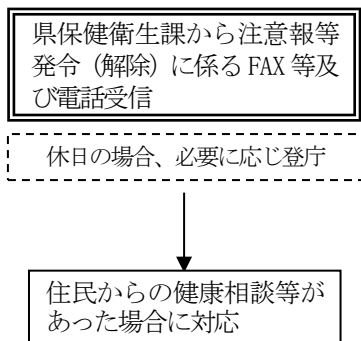 県保健衛生課から注意報等
発令（解除）に係る FAX 等及
び電話受信
休日の場合、必要に応じ登庁
住民からの健康相談等が
あった場合に対応